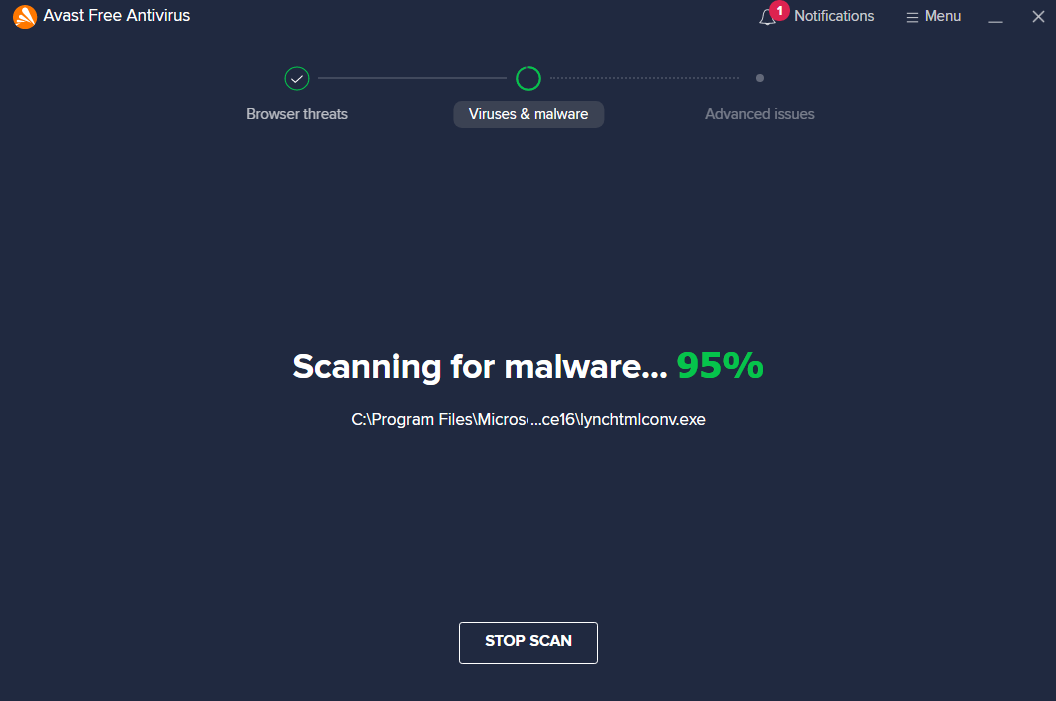 Avast Free Antivirus
1
Notifications
Menu
Browser threats
Viruses & malware
Advanced issues
Scanning for malware... 95%
C:\Program Files\Micros...ce16\lynchtmlconv.exe
STOP SCAN